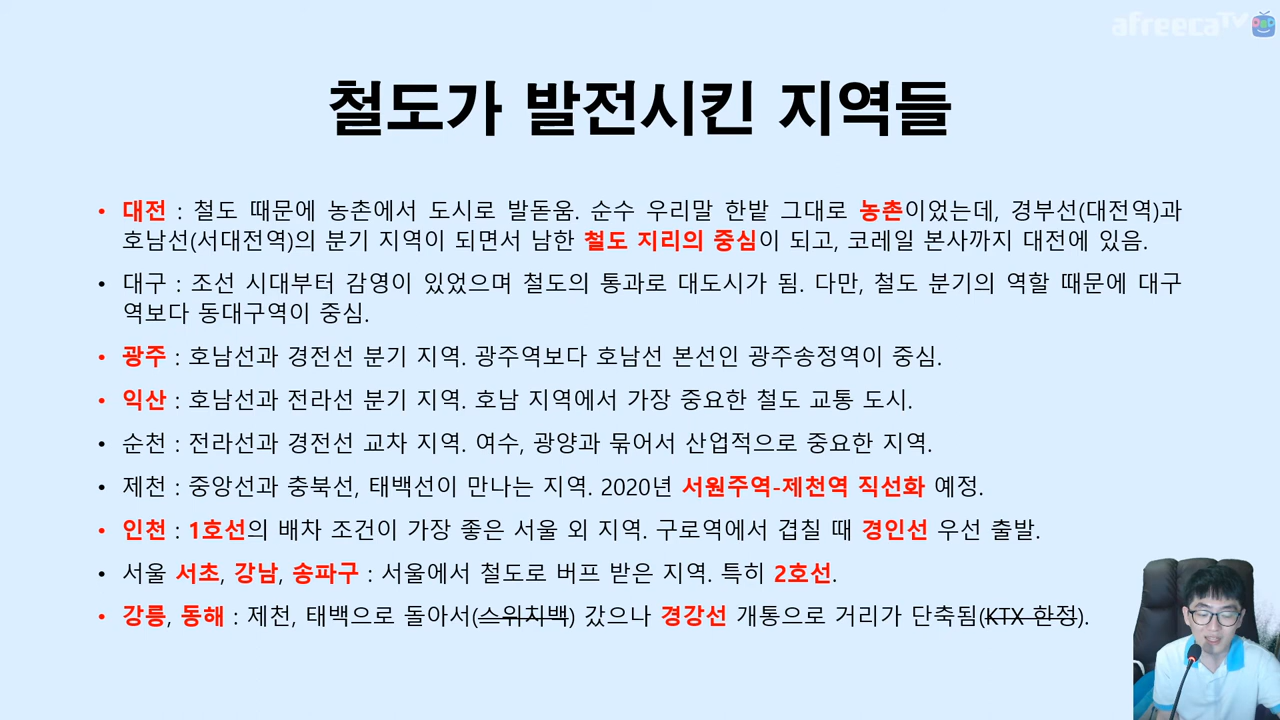 afreecaTV
철도가 발전시킨 지역들
• 대전 : 철도 때문에 농촌에서 도시로 발돋움. 순수 우리말 한밭 그대로 농촌이었는데, 경부선(대전역)과
호남선(서대전역)의 분기 지역이 되면서 남한 철도 지리의 중심이 되고, 코레일 본사까지 대전에 있음.
• 대구 : 조선 시대부터 감영이 있었으며 철도의 통과로 대도시가 됨. 다만, 철도 분기의 역할 때문에 대구
역보다 동대구역이 중심.
• 광주 : 호남선과 경전선 분기 지역. 광주역보다 호남선 본선인 광주송정역이 중심.
• 익산 : 호남선과 전라선 분기 지역. 호남 지역에서 가장 중요한 철도 교통 도시.
• 순천 : 전라선과 경전선 교차 지역. 여수, 광양과 묶어서 산업적으로 중요한 지역.
• 제천 : 중앙선과 충북선, 태백선이 만나는 지역. 2020년 서원주역-제천역 직선화 예정.
• 인천 : 1호선의 배차 조건이 가장 좋은 서울 외 지역. 구로역에서 겹칠 때 경인선 우선 출발.
• 서울 서초, 강남, 송파구 : 서울에서 철도로 버프 받은 지역. 특히 2호선.
• 강릉, 동해 : 제천, 태백으로 돌아서(스위치백) 갔으나 경강선 개통으로 거리가 단축됨(KTX 한정).